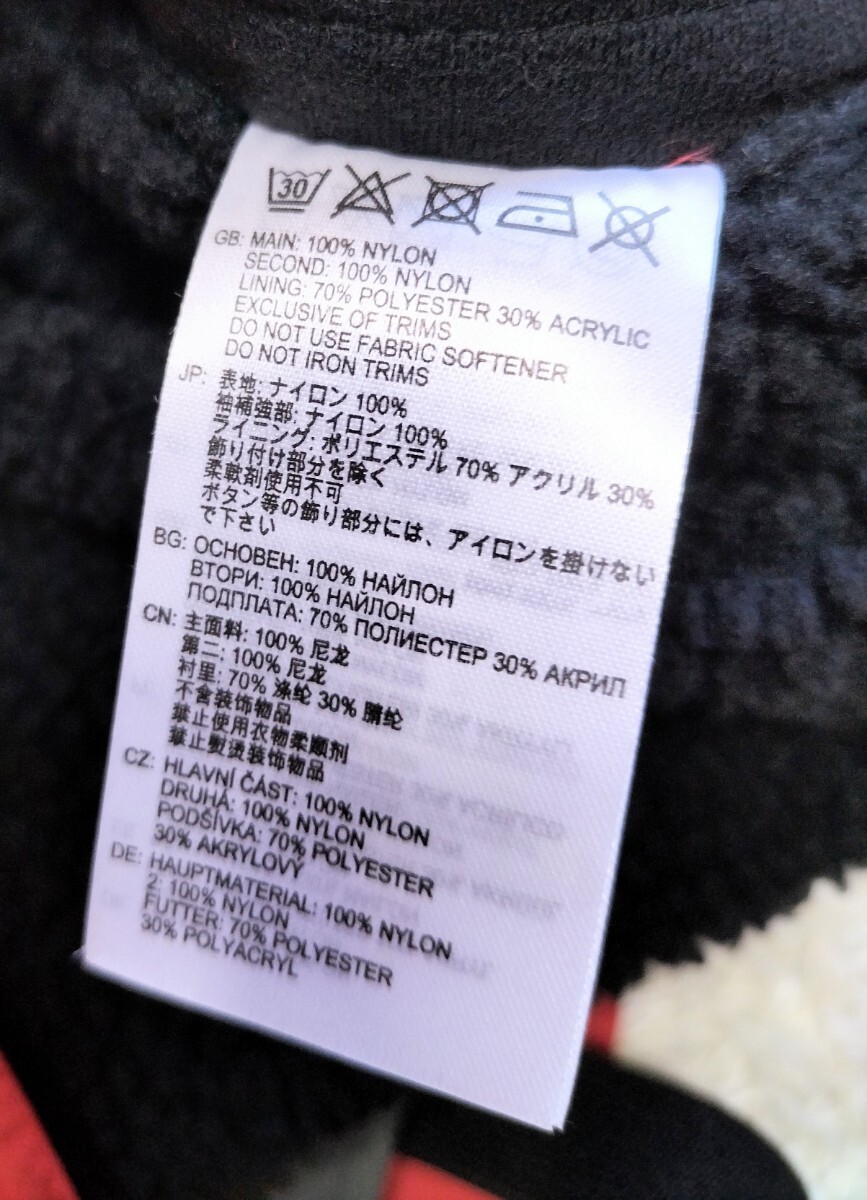 30
GB: MAIN: 100% NYLON
SECOND: 100% NYLON
LINING: 70% POLYESTER 30% ACRYLIC
EXCLUSIVE OF TRIMS
DO NOT USE FABRIC SOFTENER
DO NOT IRON TRIMS
JP: 表地: ナイロン 100%
袖補強部: ナイロン 100%
ライニング: ポリエステル 70% アクリル 30%
飾り付け部分を除く
柔軟剤使用不可
ボタン等の飾り部分には、アイロンを掛けない
で下さい
BG: ОСНОВЕН: 100% НАЙЛОН
ВТОРИ: 100% НАЙЛОН
ПОДПЛАТА: 70% ПОЛИЕСТЕР 30% АКРИЛ
CN: 主面料: 100% 尼龙
第二: 100% 尼龙
衬里: 70% 涤纶 30% 腈纶
不含装饰物品
禁止使用衣物柔顺剂
禁止熨烫装饰物品
CZ: HLAVNÍ ČÁST: 100% NYLON
DRUHÁ: 100% NYLON
PODŠÍVKA: 70% POLYESTER
30% AKRYLOVÝ
DE: HAUPTMATERIAL: 100% NYLON
2: 100% NYLON
FUTTER: 70% POLYESTER
30% POLYACRYL